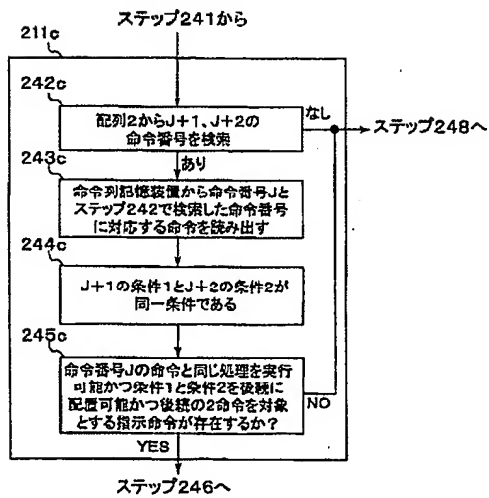 ステップ241から
211c
242c
配列2からJ+1、J+2の
命令番号を検索
なし
ステップ248へ
あり
243c
命令列記憶装置から命令番号Jと
ステップ242で検索した命令番号
に対応する命令を読み出す
244c
J+1の条件1とJ+2の条件2が
同一条件である
245c
命令番号Jの命令と同じ処理を実行
可能かつ条件1と条件2を後続に
配置可能かつ後続の2命令を対象
とする指示命令が存在するか?
NO
YES
ステップ246へ